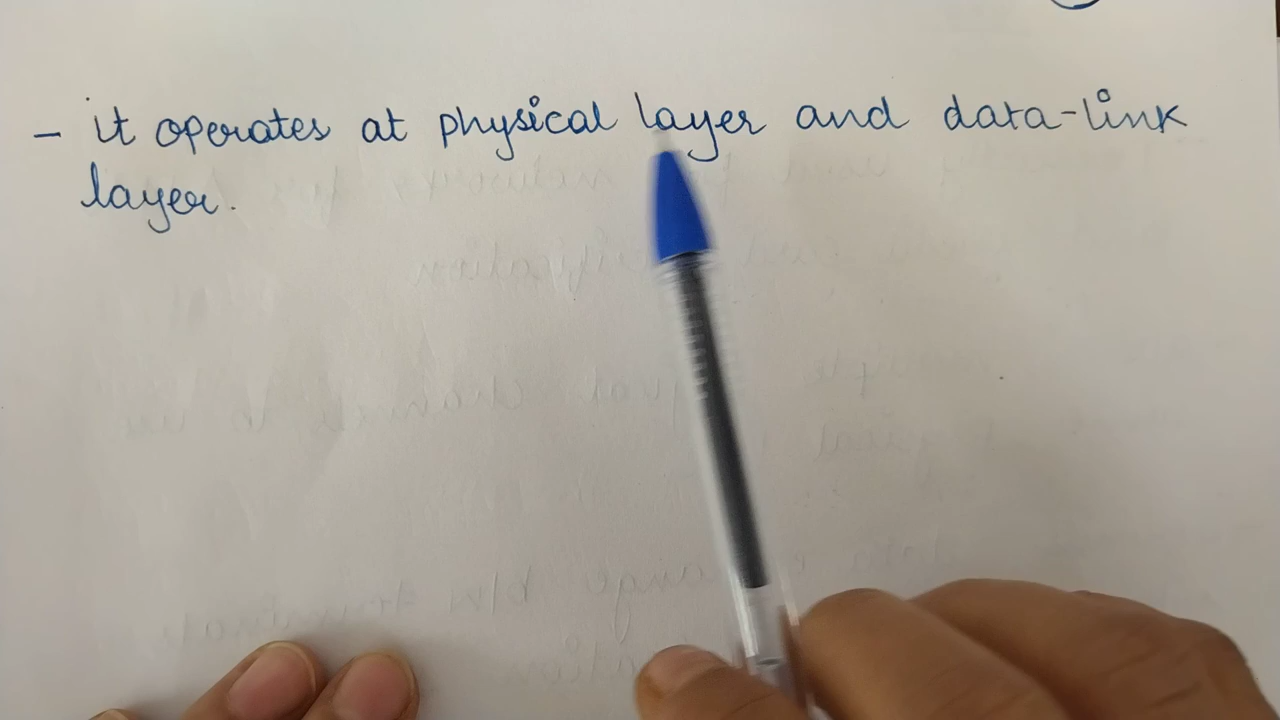 - it operates at physical layer and data-link
layer.